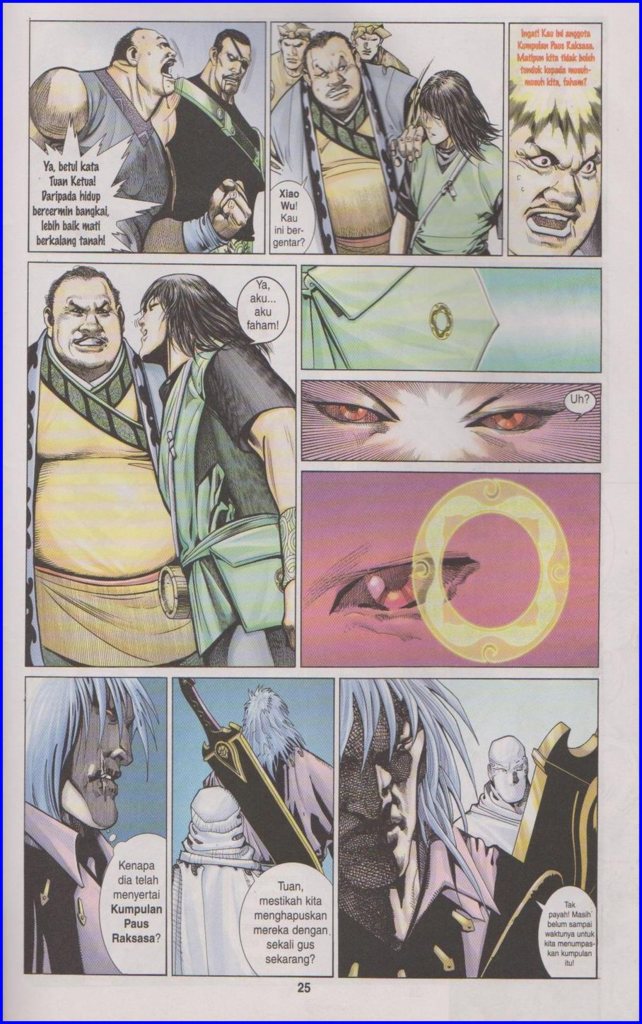 Ya, betul kata
Tuan Ketua!
Daripada hidup
bercermin bangkai,
lebih baik mati
berkalang tanah!
Xiao
Wu!
Kau
ini ber-
gentar?
Ingat! Kau ini anggota
Kumpulan Paus
Raksasa.
Matipun kita tidak boleh
tunduk kepada musuh-
musuh kita, faham?
Ya,
aku...
aku
faham!
Uh?
Kenapa
dia telah
menyertai
Kumpulan
Paus
Raksasa?
Tuan,
mestikah kita
menghapuskan
mereka dengan
sekali gus
sekarang?
Tak
payah! Masih
belum sampai
waktunya untuk
kita menumpas-
kan kumpulan
itu!
25